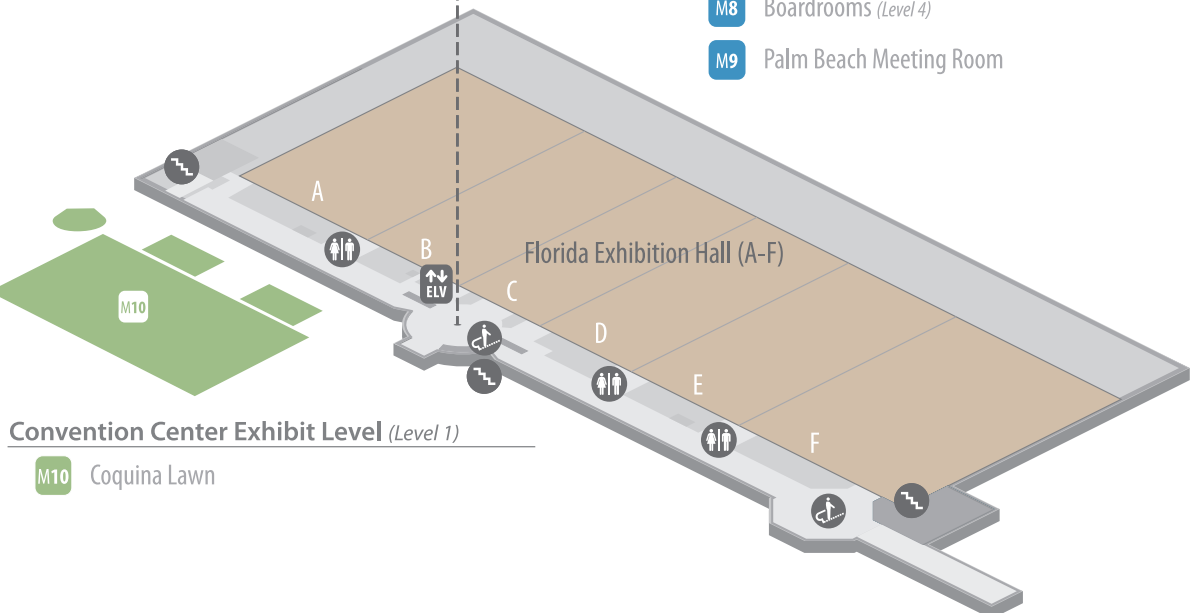 M8 Boardrooms (Level 4)
M9 Palm Beach Meeting Room
A
B
Florida Exhibition Hall (A-F)
ELV
C
M10
D
E
F
Convention Center Exhibit Level (Level 1)
M10 Coquina Lawn